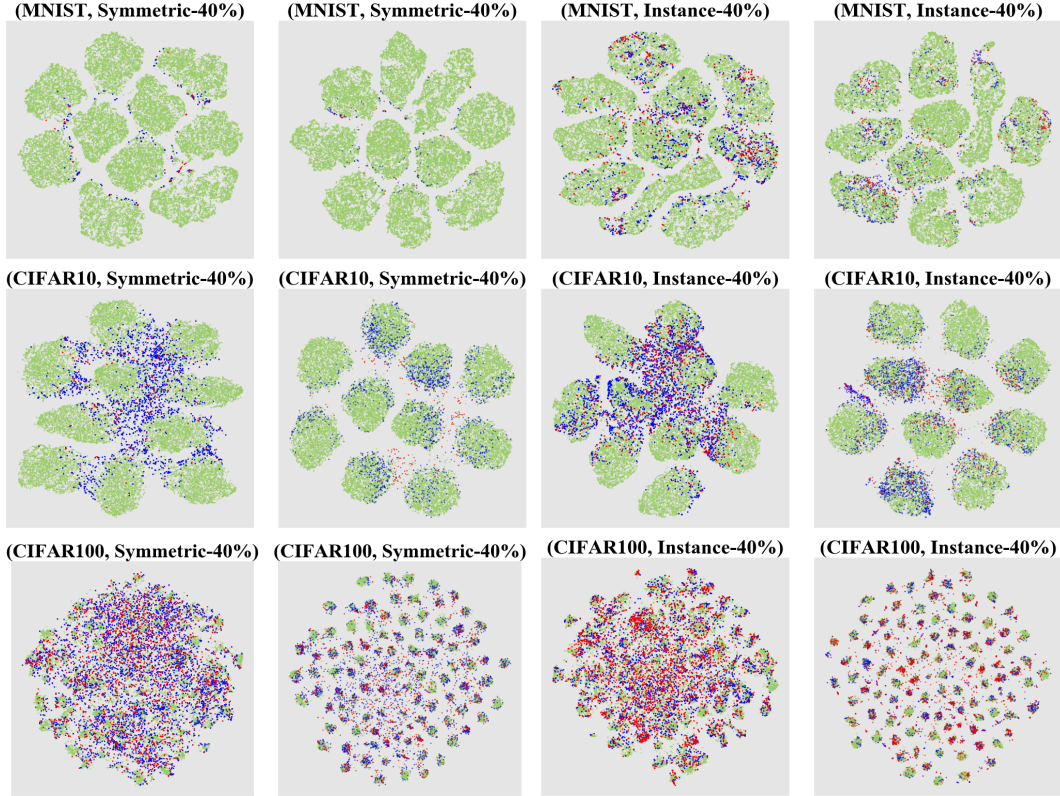 (MNIST, Symmetric-40%) (MNIST, Symmetric-40%) (MNIST, Instance-40%) (MNIST, Instance-40%)
(CIFAR10, Symmetric-40%) (CIFAR10, Symmetric-40%) (CIFAR10, Instance-40%) (CIFAR10, Instance-40%)
(CIFAR100, Symmetric-40%) (CIFAR100, Symmetric-40%) (CIFAR100, Instance-40%) (CIFAR100, Instance-40%)